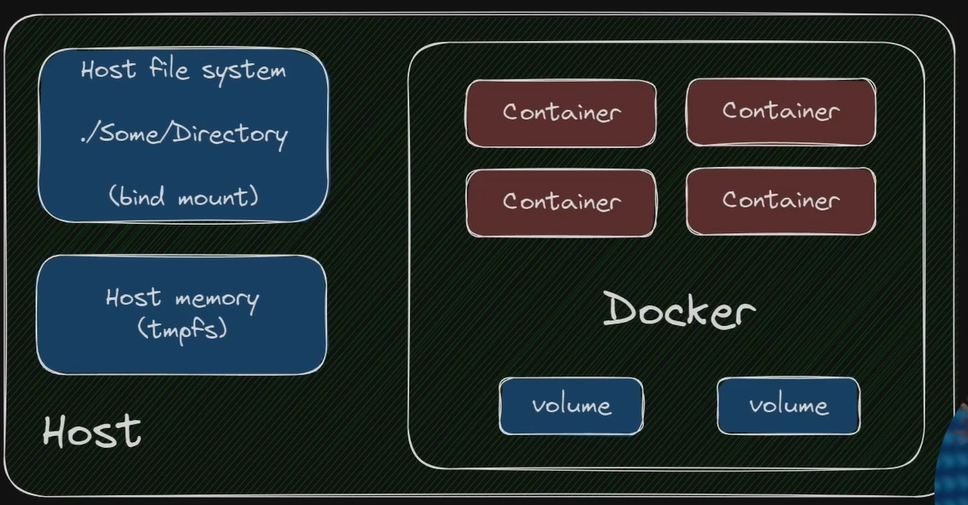 Host file system
./Some/Directory
(bind mount)
Host memory
(tmpfs)
Host
Container
Container
Container
Container
Docker
volume
volume